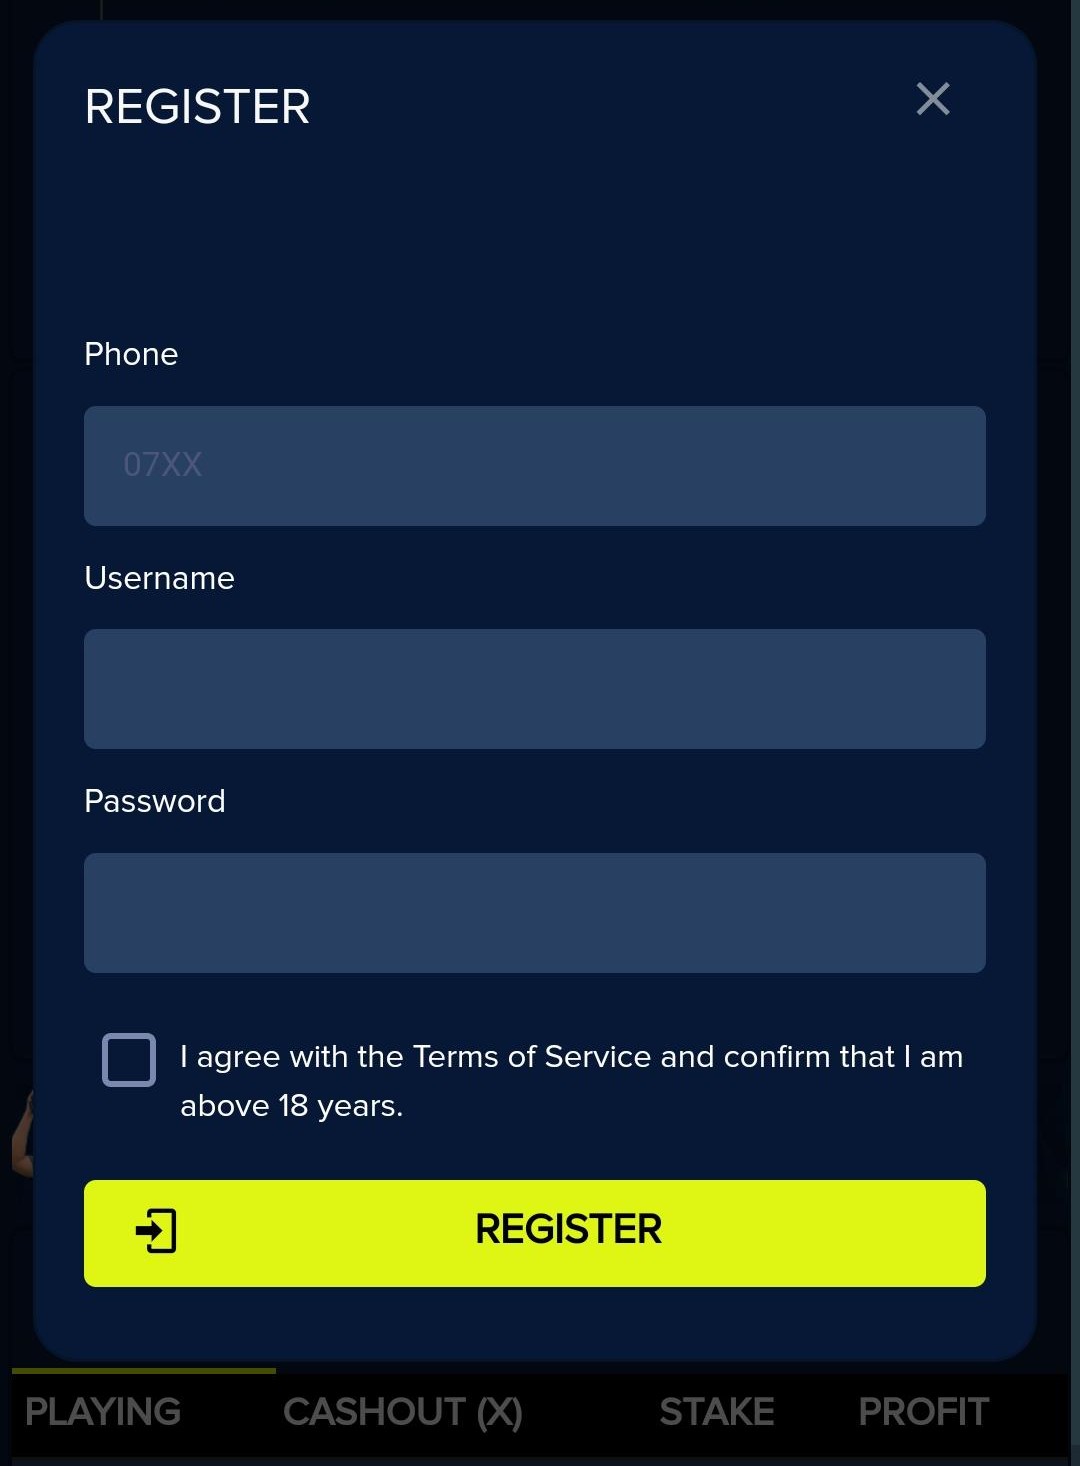 REGISTER
Phone
07XX
Username
Password
I agree with the Terms of Service and confirm that I am
above 18 years.
REGISTER
PLAYING CASHOUT (X) STAKE PROFIT